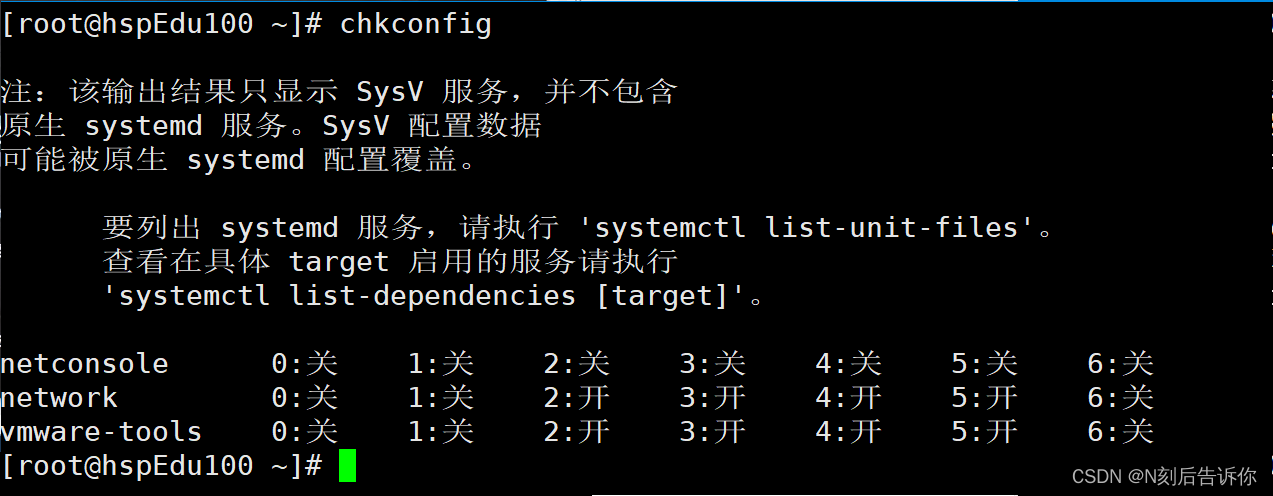 [root@hspEdu100 ~]# chkconfig
注：该输出结果只显示 SysV 服务，并不包含
原生 systemd 服务。SysV 配置数据
可能被原生 systemd 配置覆盖。
要列出 systemd 服务，请执行 'systemctl list-unit-files'。
查看在具体 target 启用的服务请执行
'systemctl list-dependencies [target]'。
netconsole 0:关 1:关 2:关 3:关 4:关 5:关 6:关
network 0:关 1:关 2:开 3:开 4:开 5:开 6:关
vmware-tools 0:关 1:关 2:开 3:开 4:开 5:开 6:关
[root@hspEdu100 ~]#
CSDN @N刻后告诉你